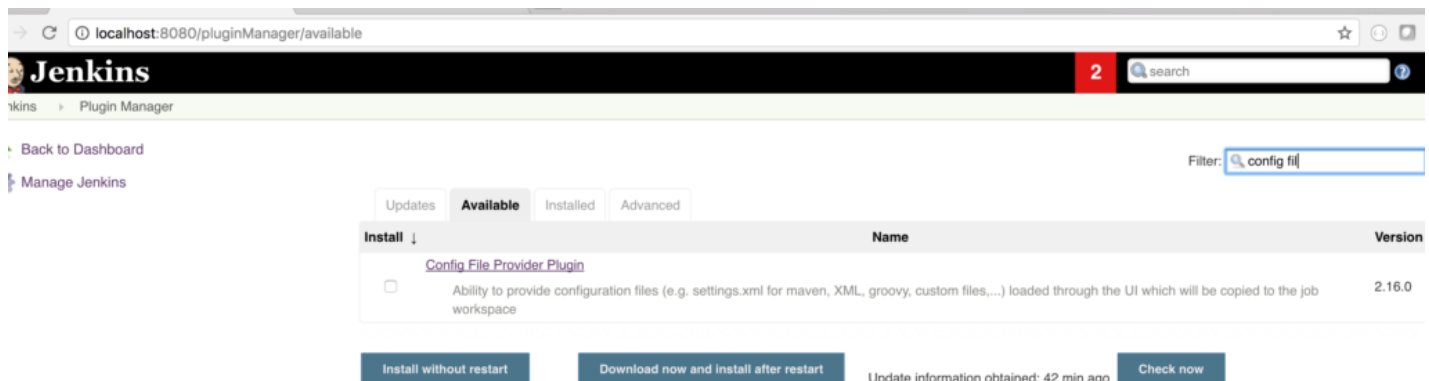 localhost:8080/pluginManager/available
Jenkins
2
search
nkins Plugin Manager
Back to Dashboard
Filter: config fil
Manage Jenkins
Updates Available Installed Advanced
Install ↓ Name Version
Config File Provider Plugin
Ability to provide configuration files (e.g. settings.xml for maven, XML, groovy, custom files,...) loaded through the UI which will be copied to the job
workspace
2.16.0
Install without restart Download now and install after restart Update information obtained: 42 min ago Check now